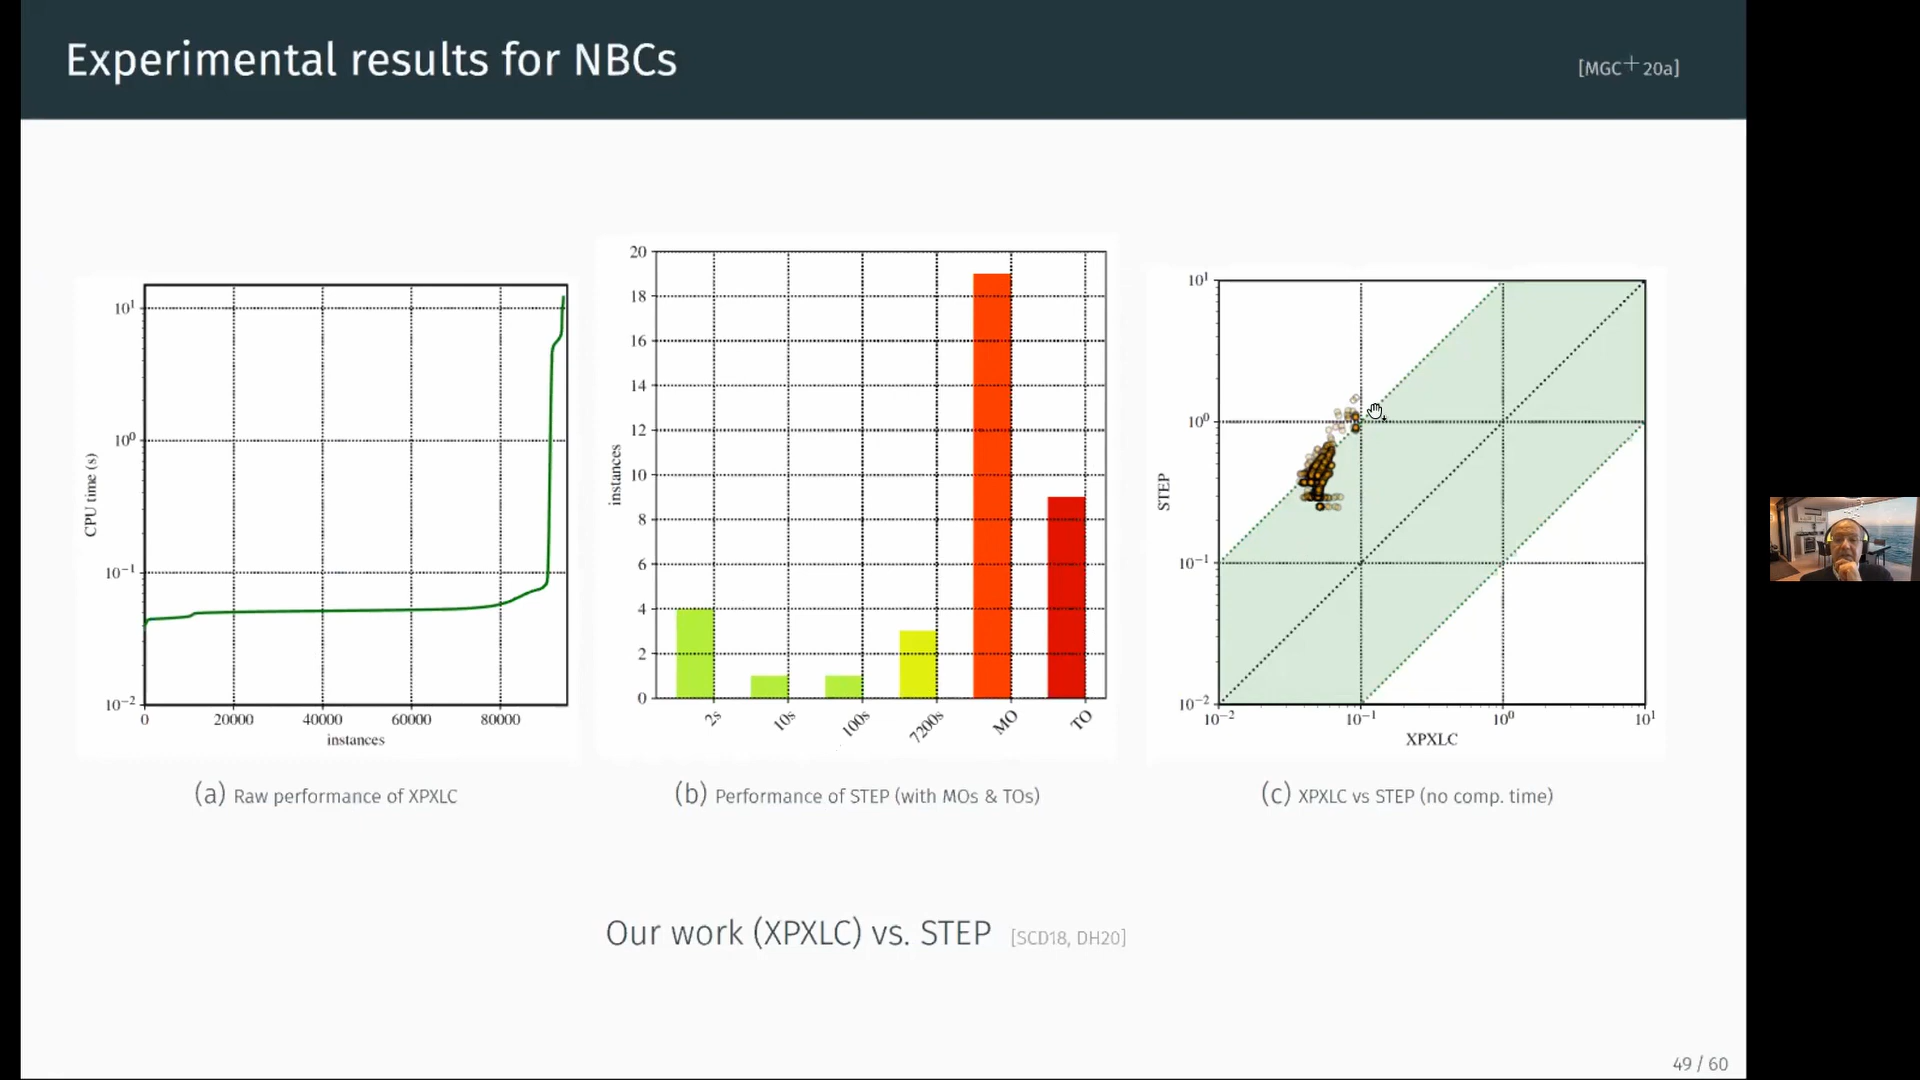 Experimental results for NBCs
[MGC+20a]
10¹
10⁰
10⁻¹
10⁻²
CPU time (s)
0 20000 40000 60000 80000
instances
20
18
16
14
12
10
8
6
4
2
0
instances
2s 10s 100s 7200s MO TO
10¹
10⁰
10⁻¹
10⁻²
STEP
10⁻² 10⁻¹ 10⁰ 10¹
XPXLC
(a) Raw performance of XPXLC
(b) Performance of STEP (with MOs & TOs)
(c) XPXLC vs STEP (no comp. time)
Our work (XPXLC) vs. STEP [SCD18, DH20]
49 / 60